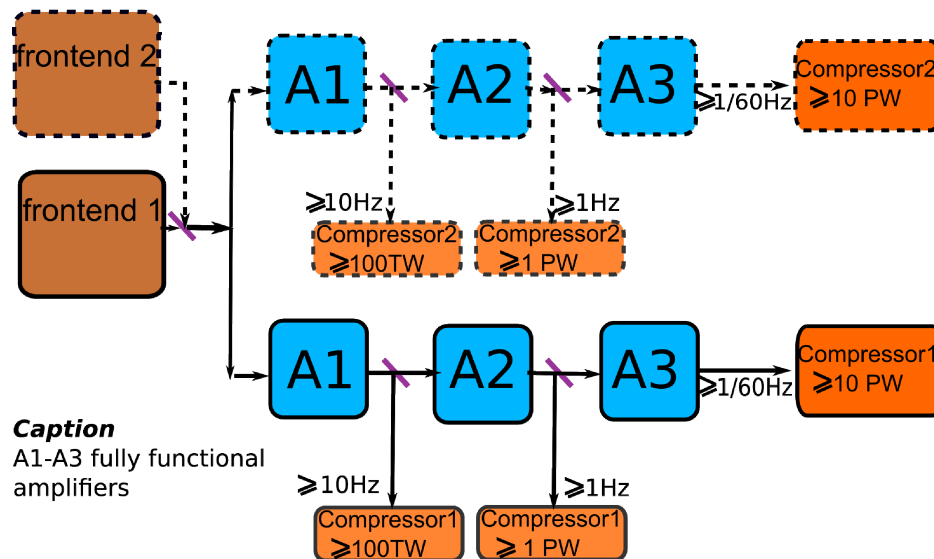 frontend 2
A1
A2
A3
⩾1/60Hz
Compressor2
⩾10 PW
⩾10Hz
⩾1Hz
Compressor2
⩾100TW
Compressor2
⩾1 PW
frontend 1
A1
A2
A3
⩾1/60Hz
Compressor1
⩾10 PW
Caption
A1-A3 fully functional
amplifiers
⩾10Hz
⩾1Hz
Compressor1
⩾100TW
Compressor1
⩾ 1 PW